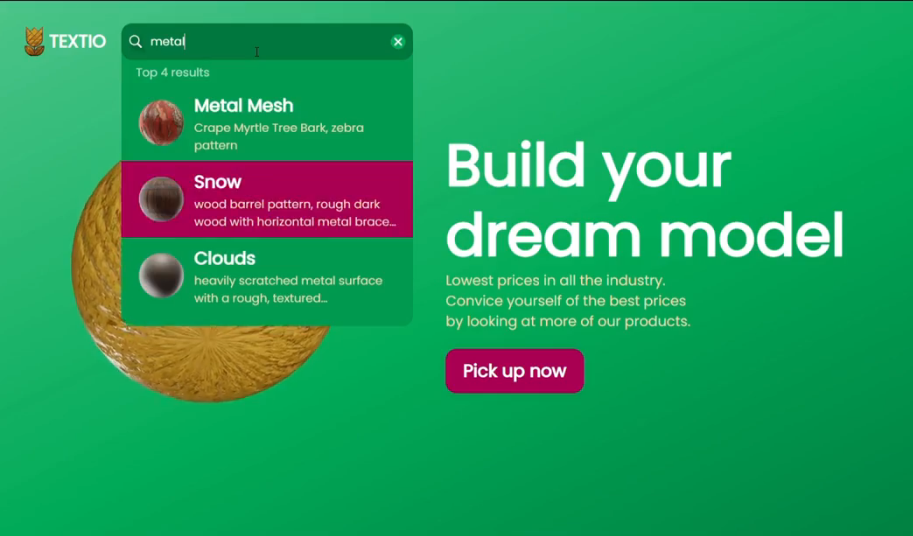 TEXTIO
metal
Top 4 results
Metal Mesh
Crape Myrtle Tree Bark, zebra
pattern
Snow
wood barrel pattern, rough dark
wood with horizontal metal brace...
Clouds
heavily scratched metal surface
with a rough, textured...
Build your
dream model
Lowest prices in all the industry.
Convice yourself of the best prices
by looking at more of our products.
Pick up now